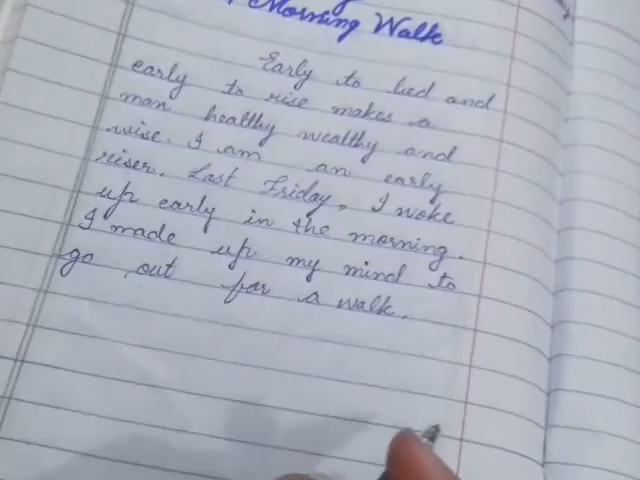 Morning Walk
Early to bed and
early to rise makes a
man healthy wealthy and
wise. I am an early
riser. Last Friday, I woke
up early in the morning.
I made up my mind to
go out for a walk.